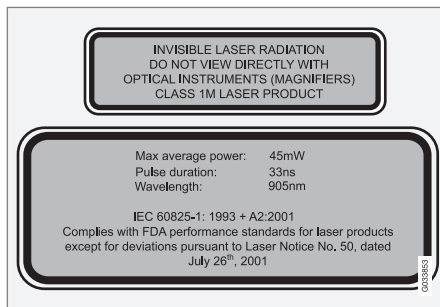 INVISIBLE LASER RADIATION
DO NOT VIEW DIRECTLY WITH
OPTICAL INSTRUMENTS (MAGNIFIERS)
CLASS 1M LASER PRODUCT
Max average power: 45mW
Pulse duration: 33ns
Wavelength: 905nm
IEC 60825-1: 1993 + A2:2001
Complies with FDA performance standards for laser products
except for deviations pursuant to Laser Notice No. 50, dated
July 26th, 2001
G033853